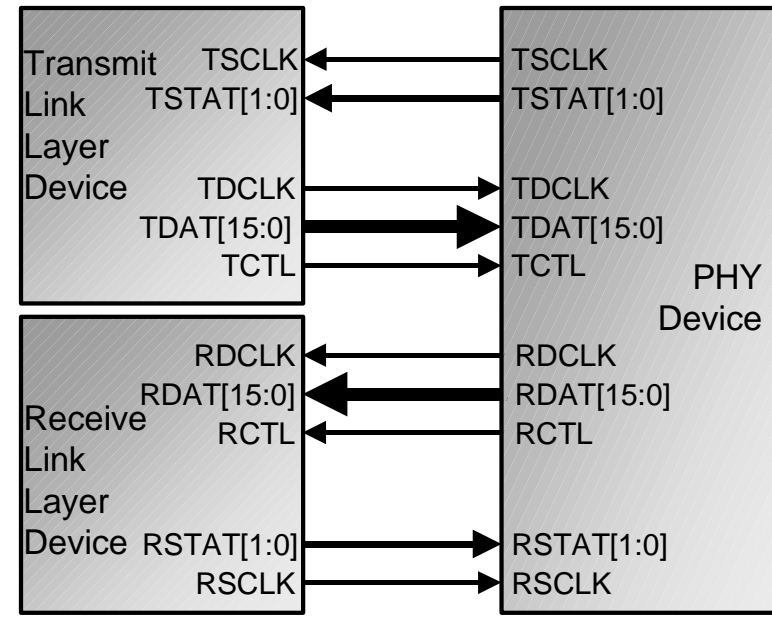 Transmit
Link
Layer
Device
TSCLK
TSTAT[1:0]
TDCLK
TDAT[15:0]
TCTL
TSCLK
TSTAT[1:0]
TDCLK
TDAT[15:0]
TCTL
PHY
Device
Receive
Link
Layer
Device
RDCLK
RDAT[15:0]
RCTL
RSTAT[1:0]
RSCLK
RDCLK
RDAT[15:0]
RCTL
RSTAT[1:0]
RSCLK